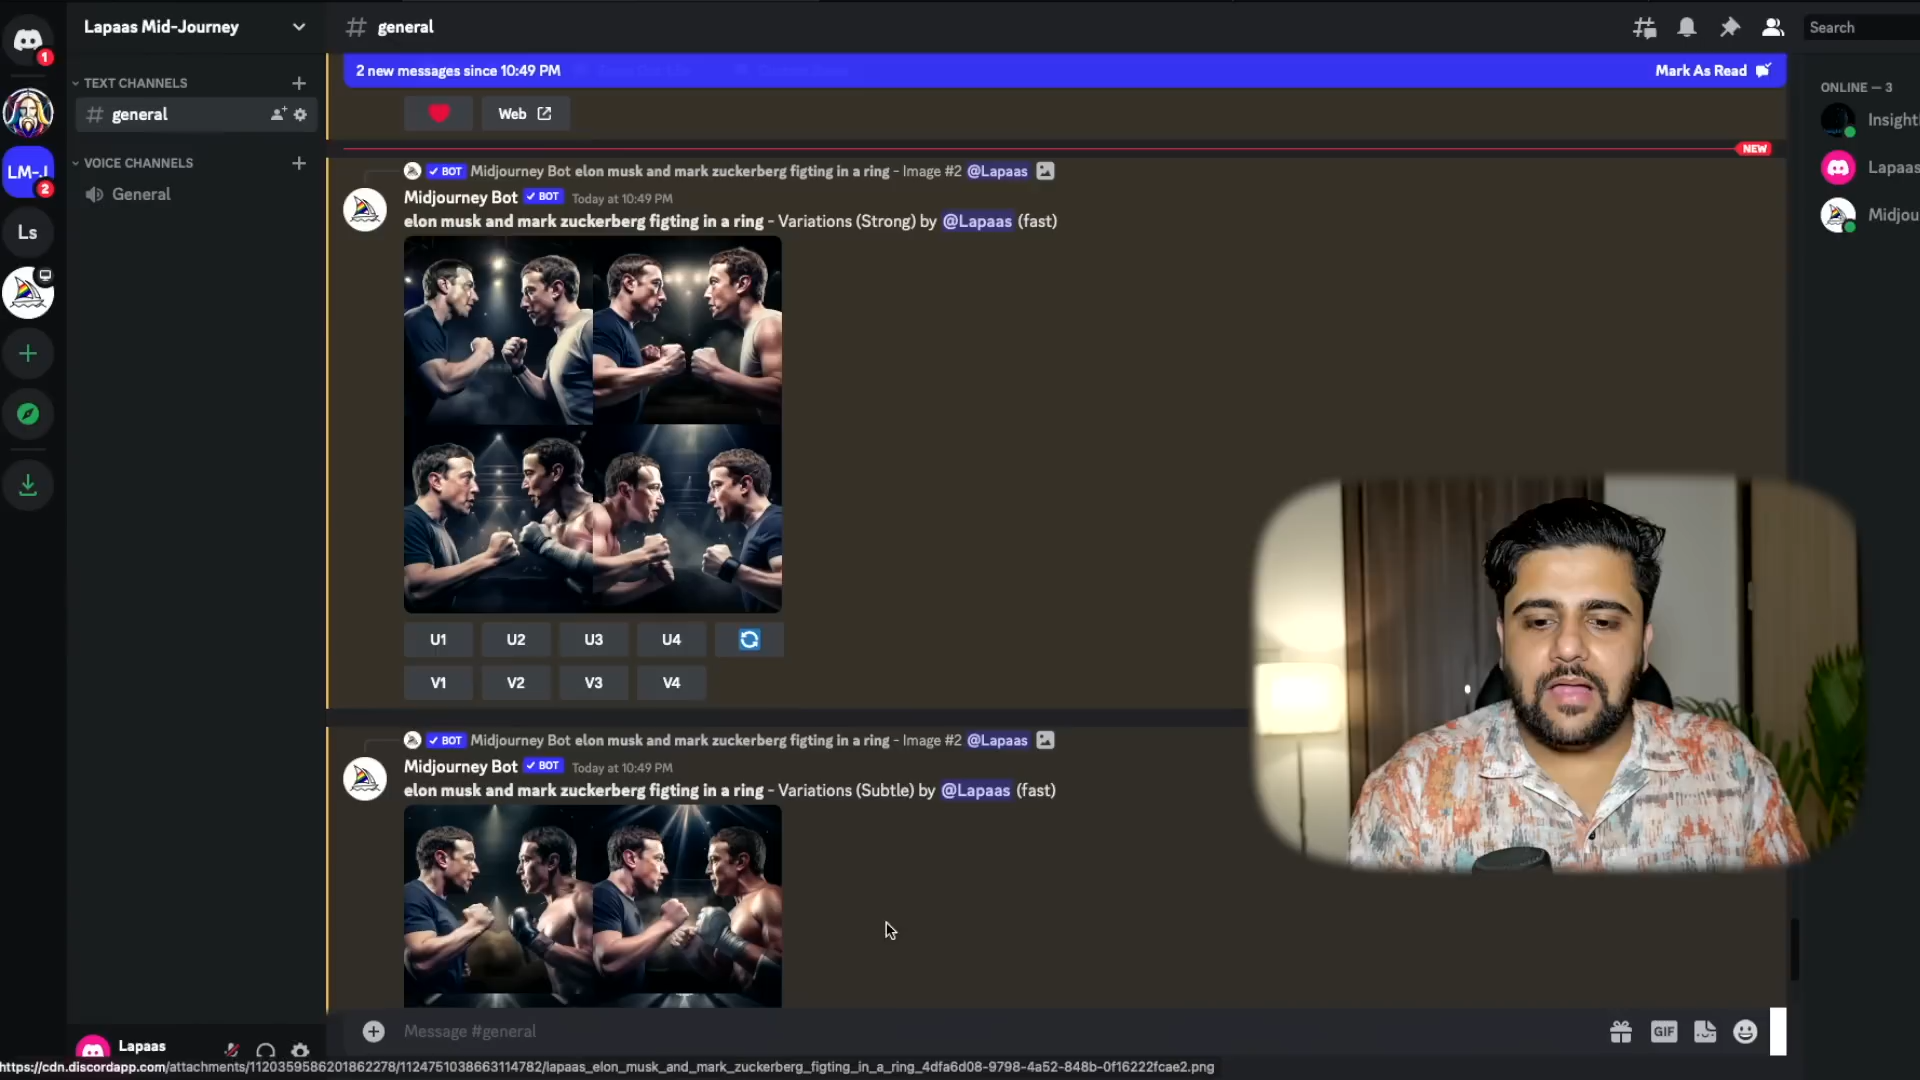 Lapaas Mid-Journey
# general
Search
1
TEXT CHANNELS
# general
VOICE CHANNELS
General
LM-J
2
Ls
2 new messages since 10:49 PM
Mark As Read
Web
NEW
BOT Midjourney Bot elon musk and mark zuckerberg figting in a ring - Image #2 @Lapaas
Midjourney Bot BOT Today at 10:49 PM
elon musk and mark zuckerberg figting in a ring - Variations (Strong) by @Lapaas (fast)
U1 U2 U3 U4
V1 V2 V3 V4
BOT Midjourney Bot elon musk and mark zuckerberg figting in a ring - Image #2 @Lapaas
Midjourney Bot BOT Today at 10:49 PM
elon musk and mark zuckerberg figting in a ring - Variations (Subtle) by @Lapaas (fast)
Message #general
GIF
ONLINE — 3
Insight
Lapaas
Midjou
Lapaas
https://cdn.discordapp.com/attachments/1120359586201862278/1124751038663114782/lapaas_elon_musk_and_mark_zuckerberg_figting_in_a_ring_4dfa6d08-9798-4a52-848b-0f16222fcae2.png